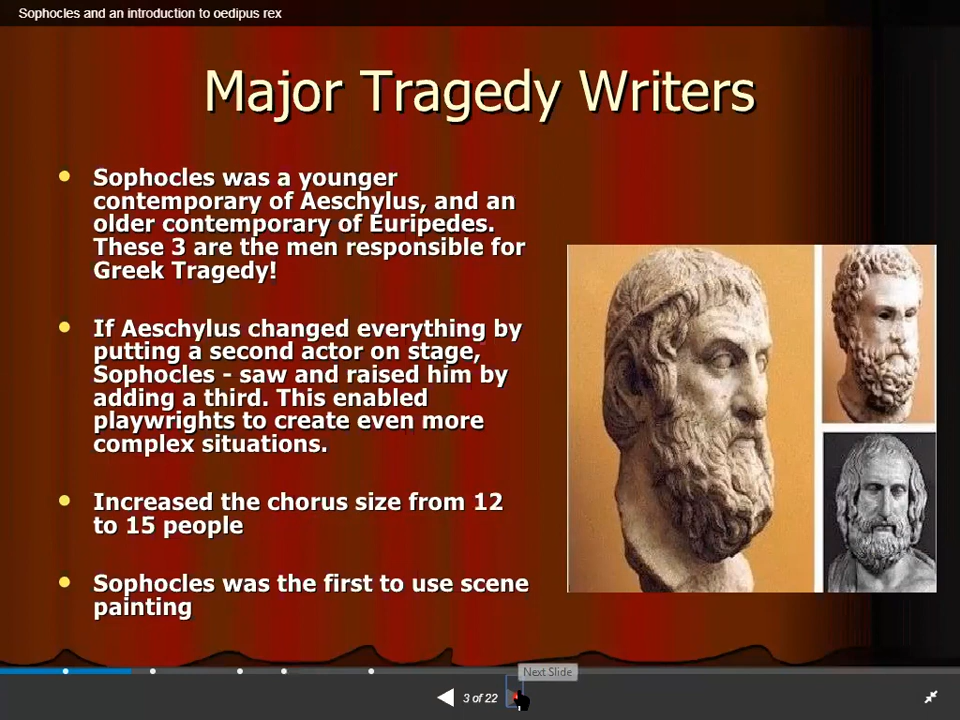 Sophocles and an introduction to oedipus rex
Major Tragedy Writers
Sophocles was a younger
contemporary of Aeschylus, and an
older contemporary of Euripedes.
These 3 are the men responsible for
Greek Tragedy!
If Aeschylus changed everything by
putting a second actor on stage,
Sophocles - saw and raised him by
adding a third. This enabled
playwrights to create even more
complex situations.
Increased the chorus size from 12
to 15 people
Sophocles was the first to use scene
painting
Next Slide
3 of 22